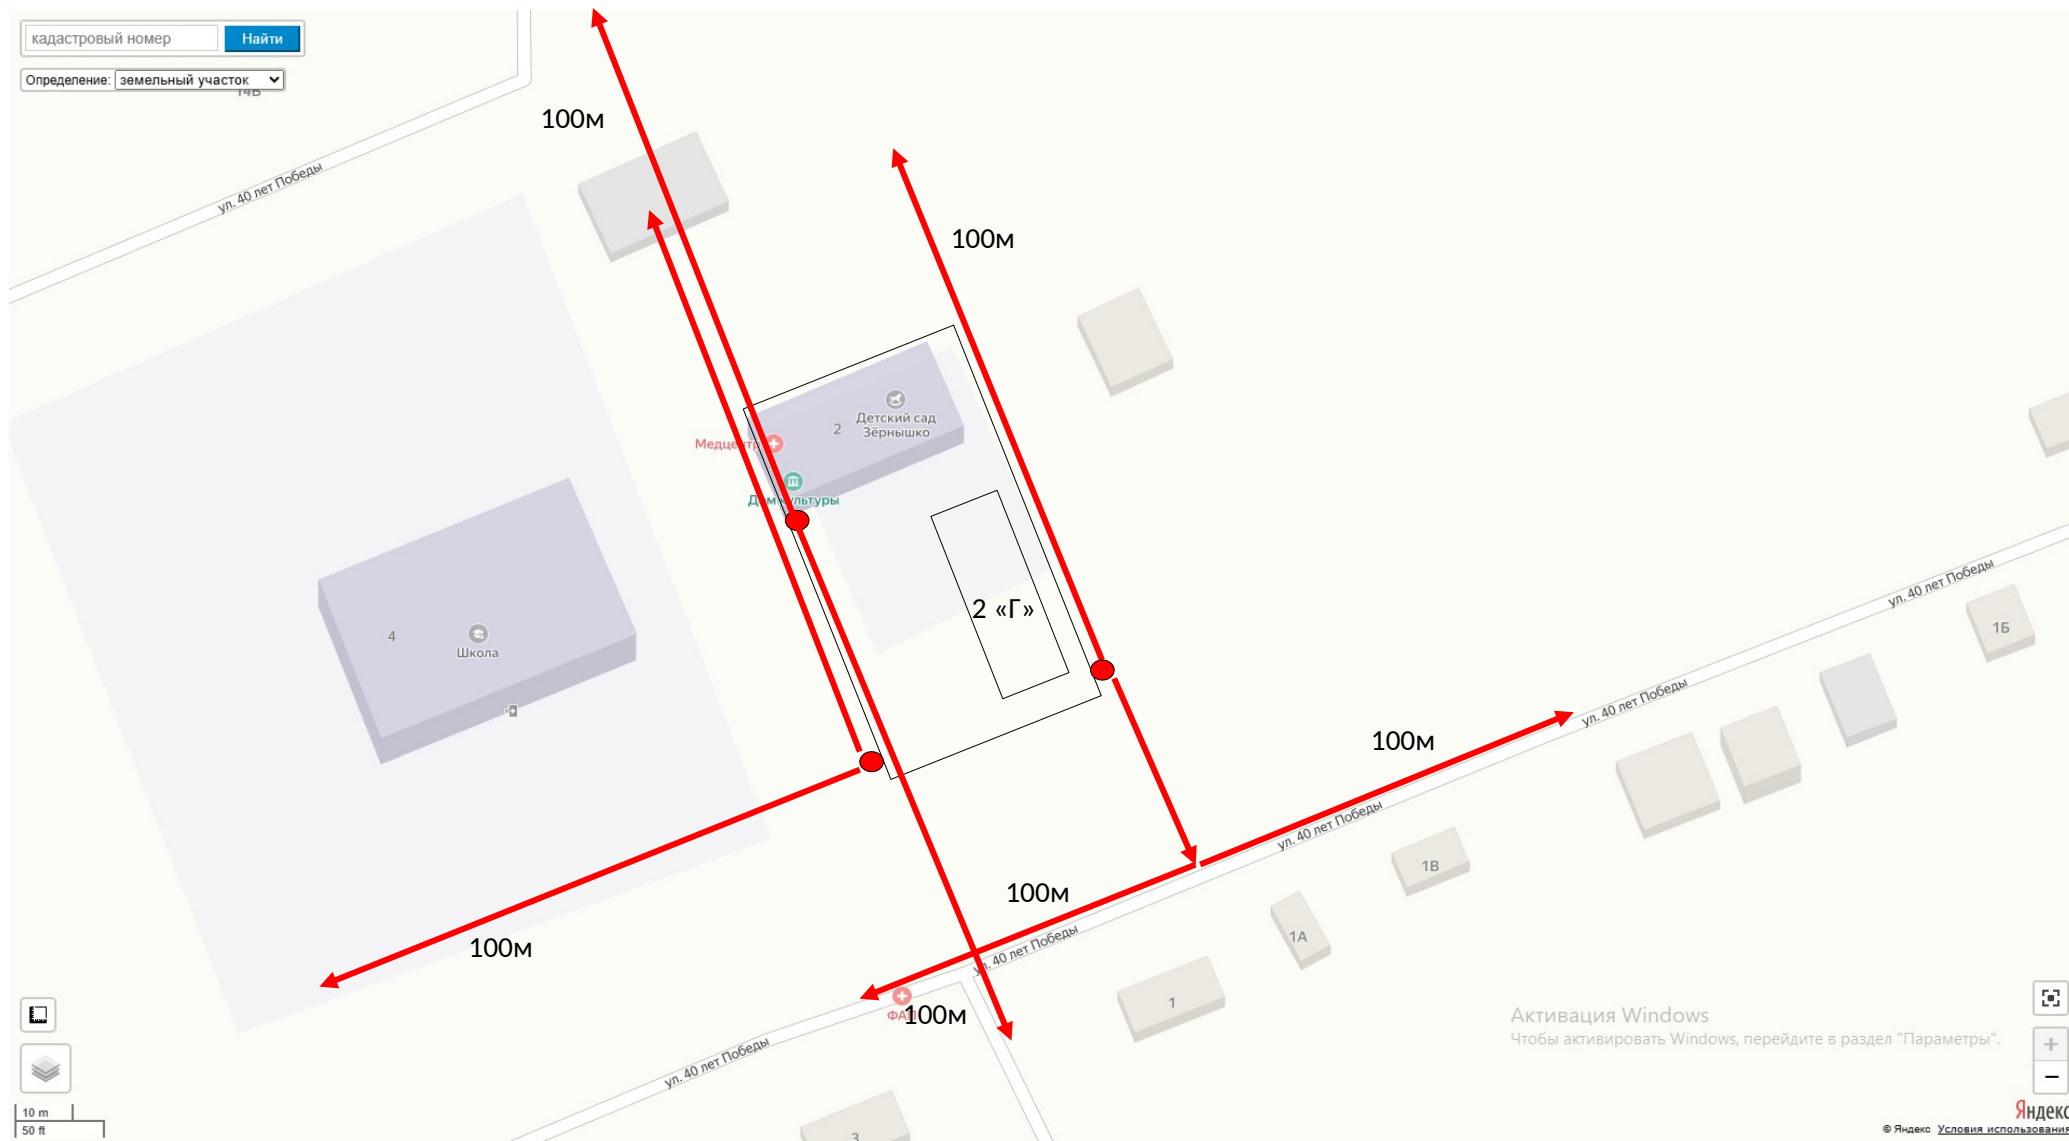 кадастровый номер
Найти
Определение: земельный участок
14В
100м
ул. 40 лет Победы
100м
Детский сад
Зёрнышко
2
Медцентр
Дом культуры
ул. 40 лет Победы
2 «Г»
1Б
4
Школа
ул. 40 лет Победы
100м
ул. 40 лет Победы
1В
100м
1А
100м
ул. 40 лет Победы
1
ФАП
100м
Активация Windows
Чтобы активировать Windows, перейдите в раздел "Параметры".
ул. 40 лет Победы
10 m
50 ft
3
Яндекс
© Яндекс Условия использования